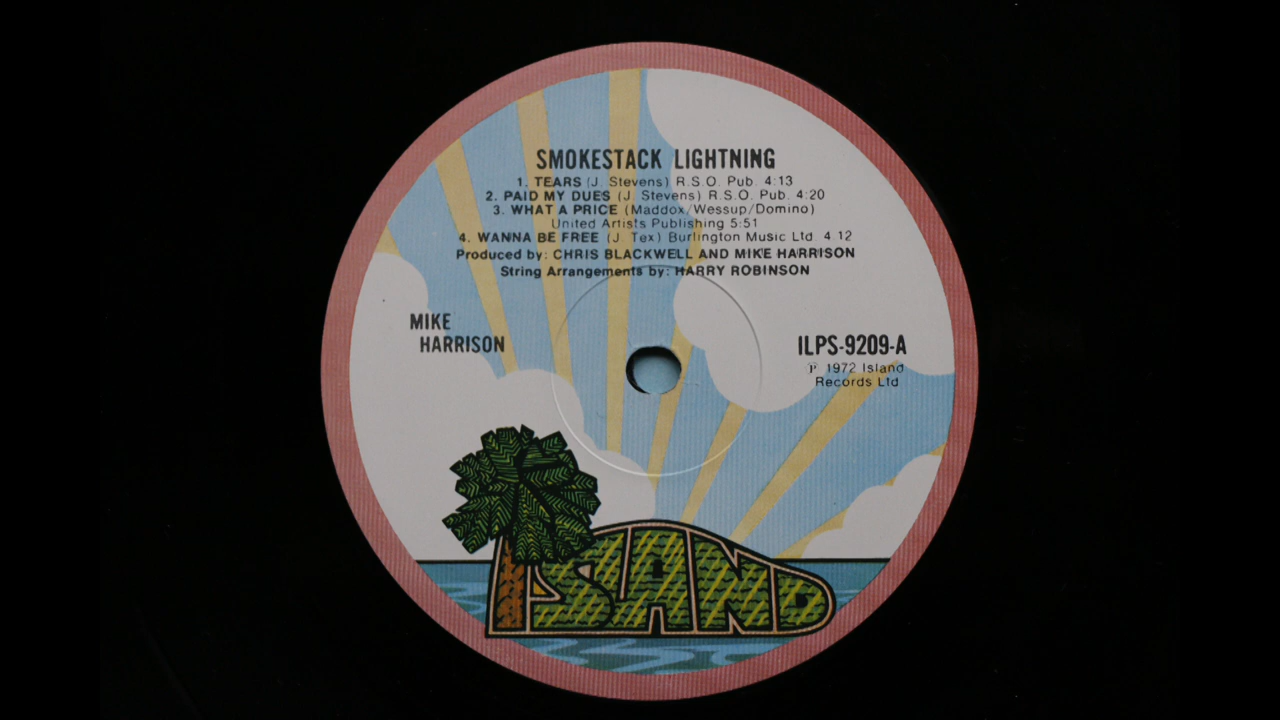 SMOKESTACK LIGHTNING
1. TEARS (J. Stevens) R.S.O. Pub. 4:13
2. PAID MY DUES (J. Stevens) R.S.O. Pub. 4:20
3. WHAT A PRICE (Maddox/Wessup/Domino)
United Artists Publishing 5:51
4. WANNA BE FREE (J. Tex) Burlington Music Ltd. 4.12
Produced by: CHRIS BLACKWELL AND MIKE HARRISON
String Arrangements by: HARRY ROBINSON
MIKE
HARRISON
ILPS-9209-A
℗ 1972 Island
Records Ltd
ISLAND